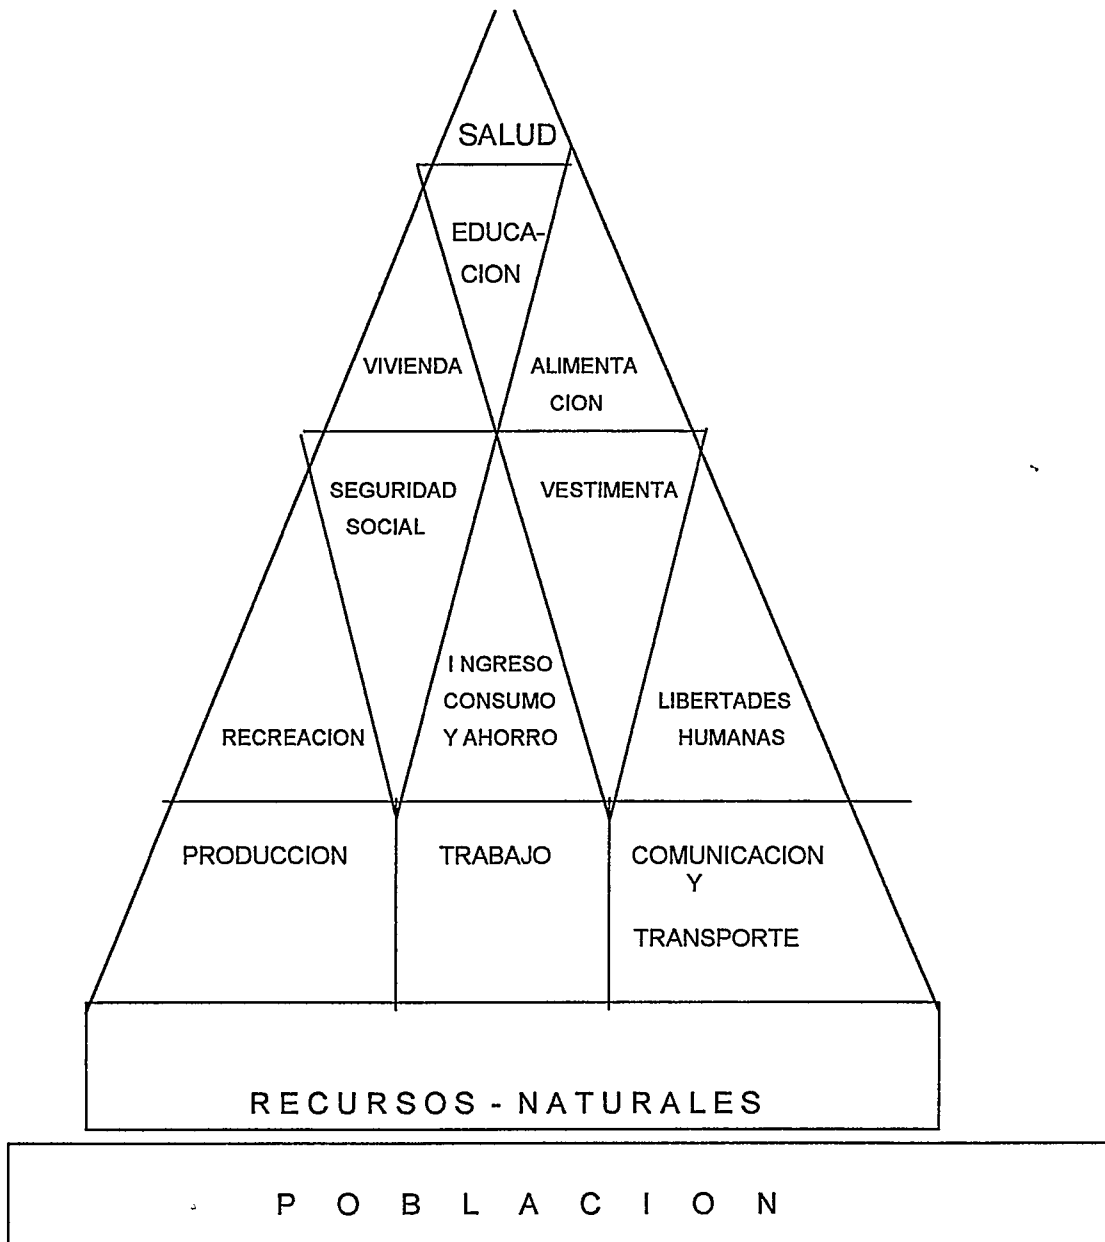 SALUD
EDUCA-
CION
VIVIENDA
ALIMENTA
CION
SEGURIDAD
SOCIAL
VESTIMENTA
RECREACION
I NGRESO
CONSUMO
Y AHORRO
LIBERTADES
HUMANAS
PRODUCCION
TRABAJO
COMUNICACION
Y
TRANSPORTE
RECURSOS - NATURALES
POBLACION